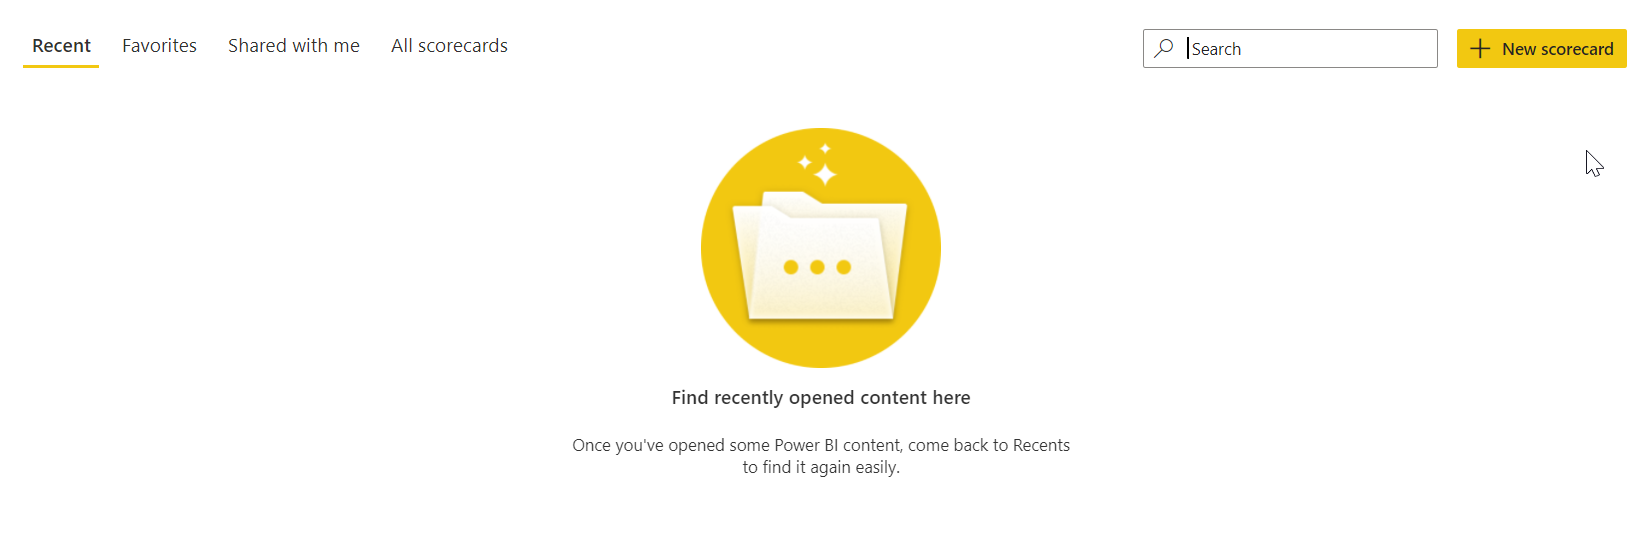 Recent Favorites Shared with me All scorecards Search New scorecard
Find recently opened content here
Once you've opened some Power BI content, come back to Recents
to find it again easily.